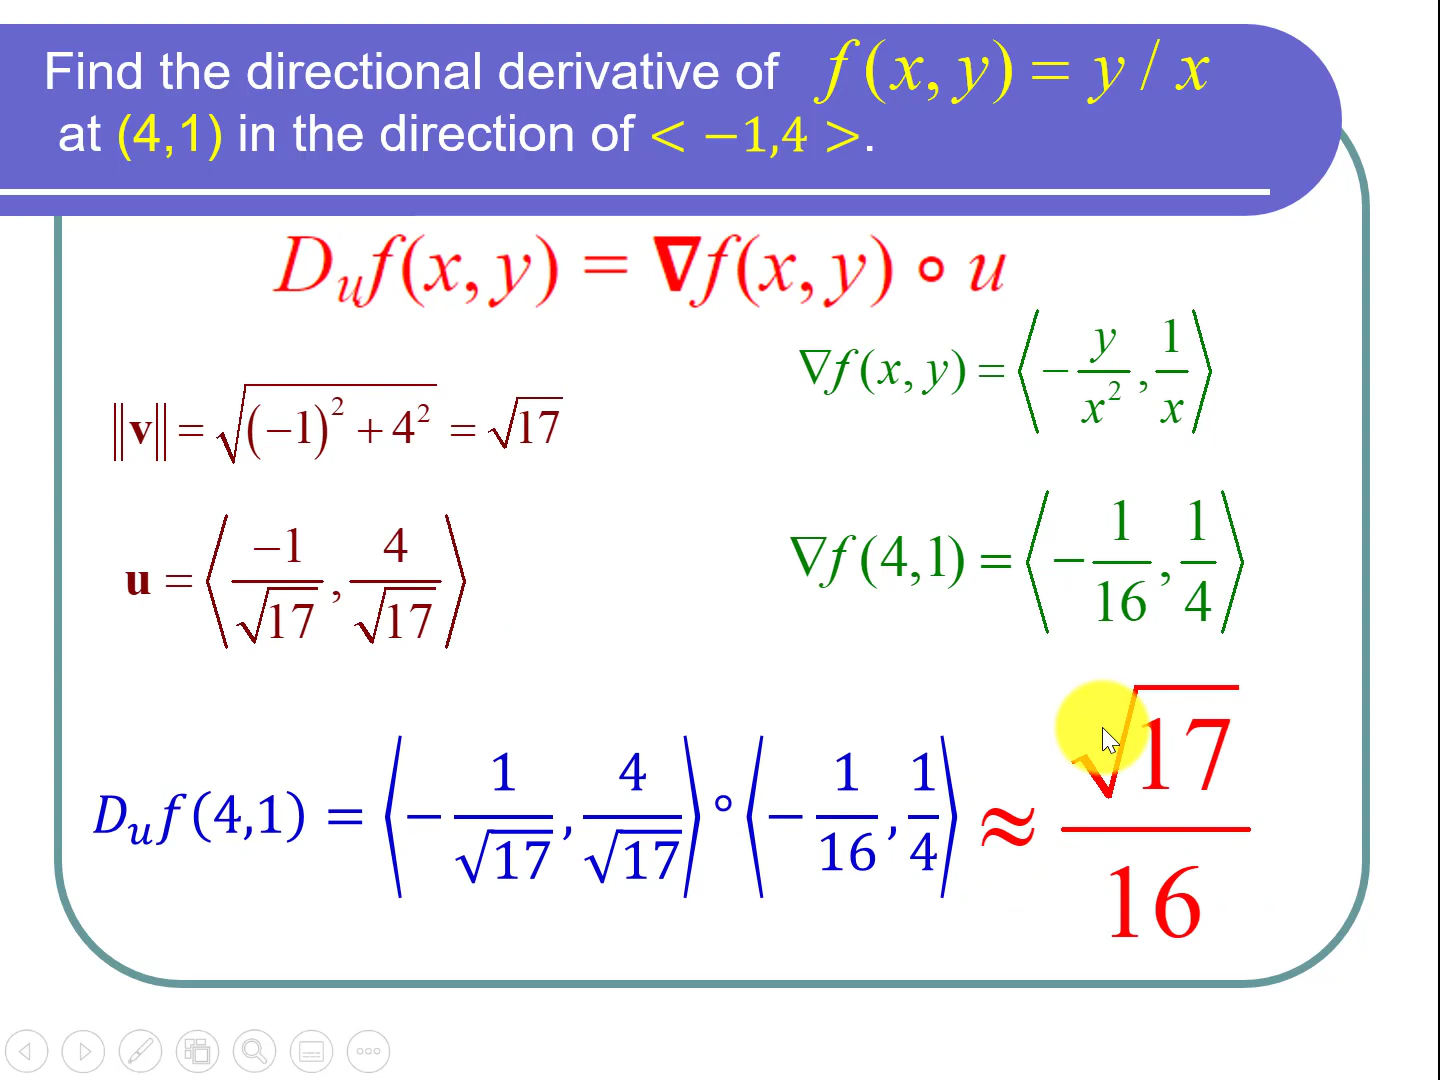 Find the directional derivative of f(x, y) = y / x
at (4,1) in the direction of < −1,4 >.
D_u f(x, y) = ∇f(x, y) ∘ u
∇f(x, y) = ⟨−y/x², 1/x⟩
‖v‖ = √((−1)² + 4²) = √17
∇f(4,1) = ⟨−1/16, 1/4⟩
u = ⟨−1/√17, 4/√17⟩
D_u f(4,1) = ⟨−1/√17, 4/√17⟩ ∘ ⟨−1/16, 1/4⟩ ≈ √17/16